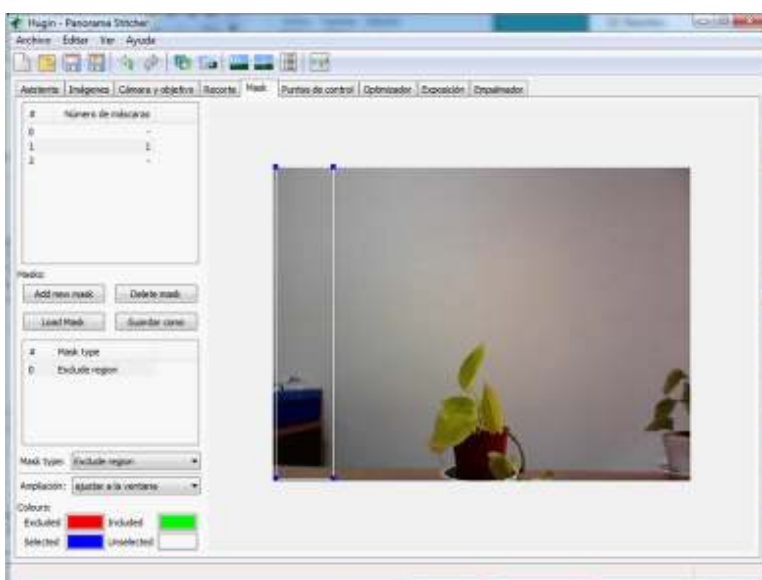 Hugin - Panorama Stitcher
Archivo Editar Ver Ayuda
Asistente Imágenes Cámara y objetivo Recorte Mask Puntos de control Optimizador Exposición Empalmador
# Número de máscaras
0 -
1 1
2 -
Masks:
Add new mask Delete mask
Load Mask Guardar como
# Mask type
0 Exclude region
Mask type: Exclude region
Ampliación: ajustar a la ventana
Colours:
Excluded Included
Selected Unselected